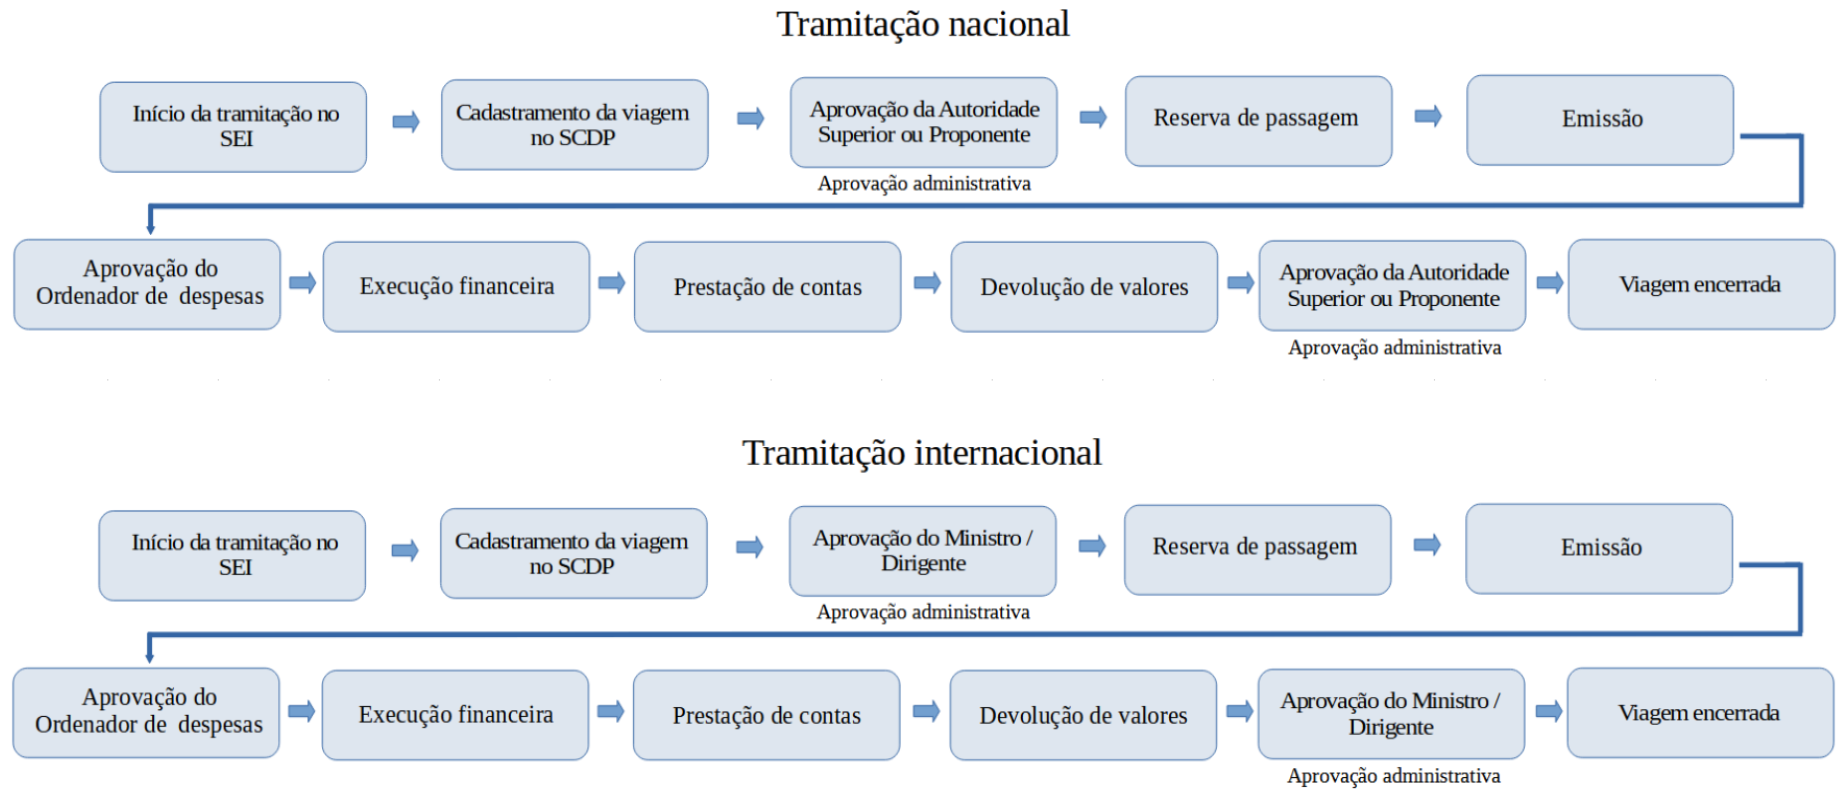 Tramitação nacional
Início da tramitação no
SEI
Cadastramento da viagem
no SCDP
Aprovação da Autoridade
Superior ou Proponente
Aprovação administrativa
Reserva de passagem
Emissão
Aprovação do
Ordenador de despesas
Execução financeira
Prestação de contas
Devolução de valores
Aprovação da Autoridade
Superior ou Proponente
Aprovação administrativa
Viagem encerrada
Tramitação internacional
Início da tramitação no
SEI
Cadastramento da viagem
no SCDP
Aprovação do Ministro /
Dirigente
Aprovação administrativa
Reserva de passagem
Emissão
Aprovação do
Ordenador de despesas
Execução financeira
Prestação de contas
Devolução de valores
Aprovação do Ministro /
Dirigente
Aprovação administrativa
Viagem encerrada